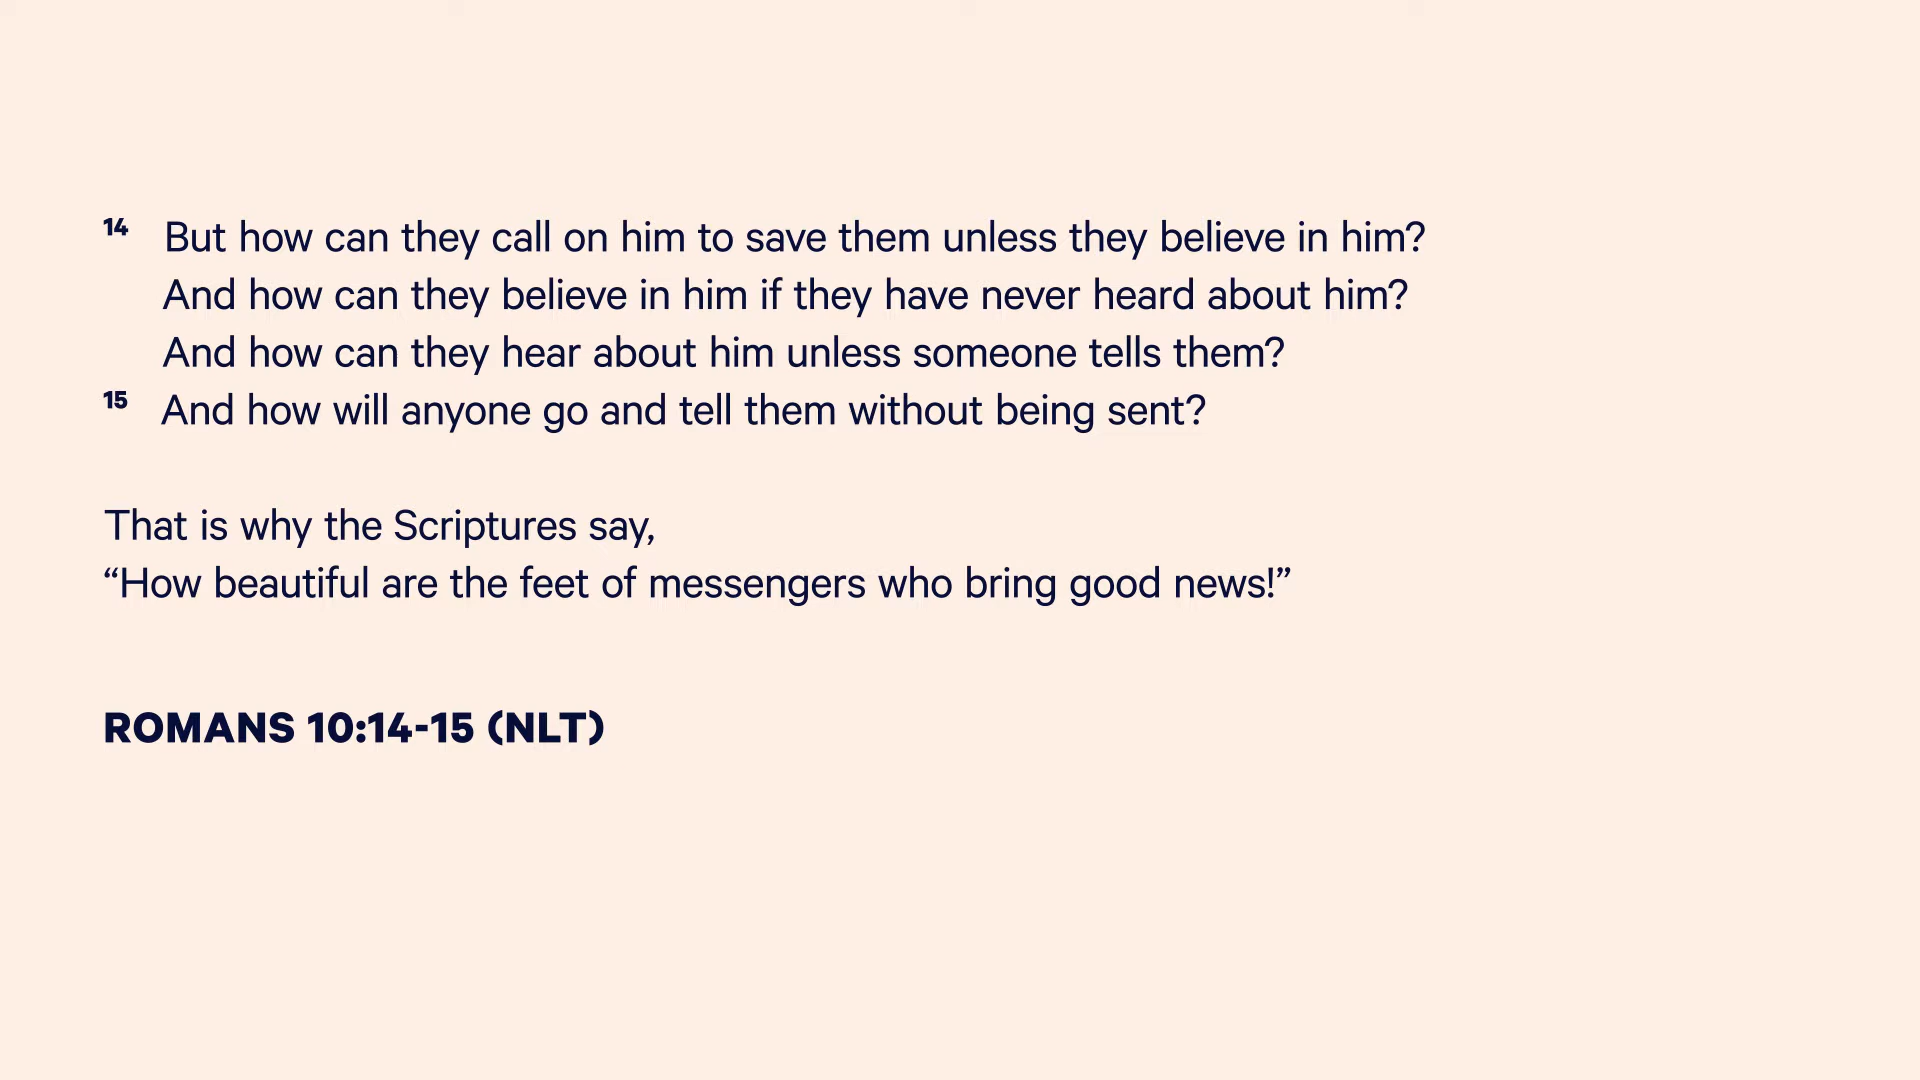 14 But how can they call on him to save them unless they believe in him?
And how can they believe in him if they have never heard about him?
And how can they hear about him unless someone tells them?
15 And how will anyone go and tell them without being sent?
That is why the Scriptures say,
“How beautiful are the feet of messengers who bring good news!”
ROMANS 10:14-15 (NLT)